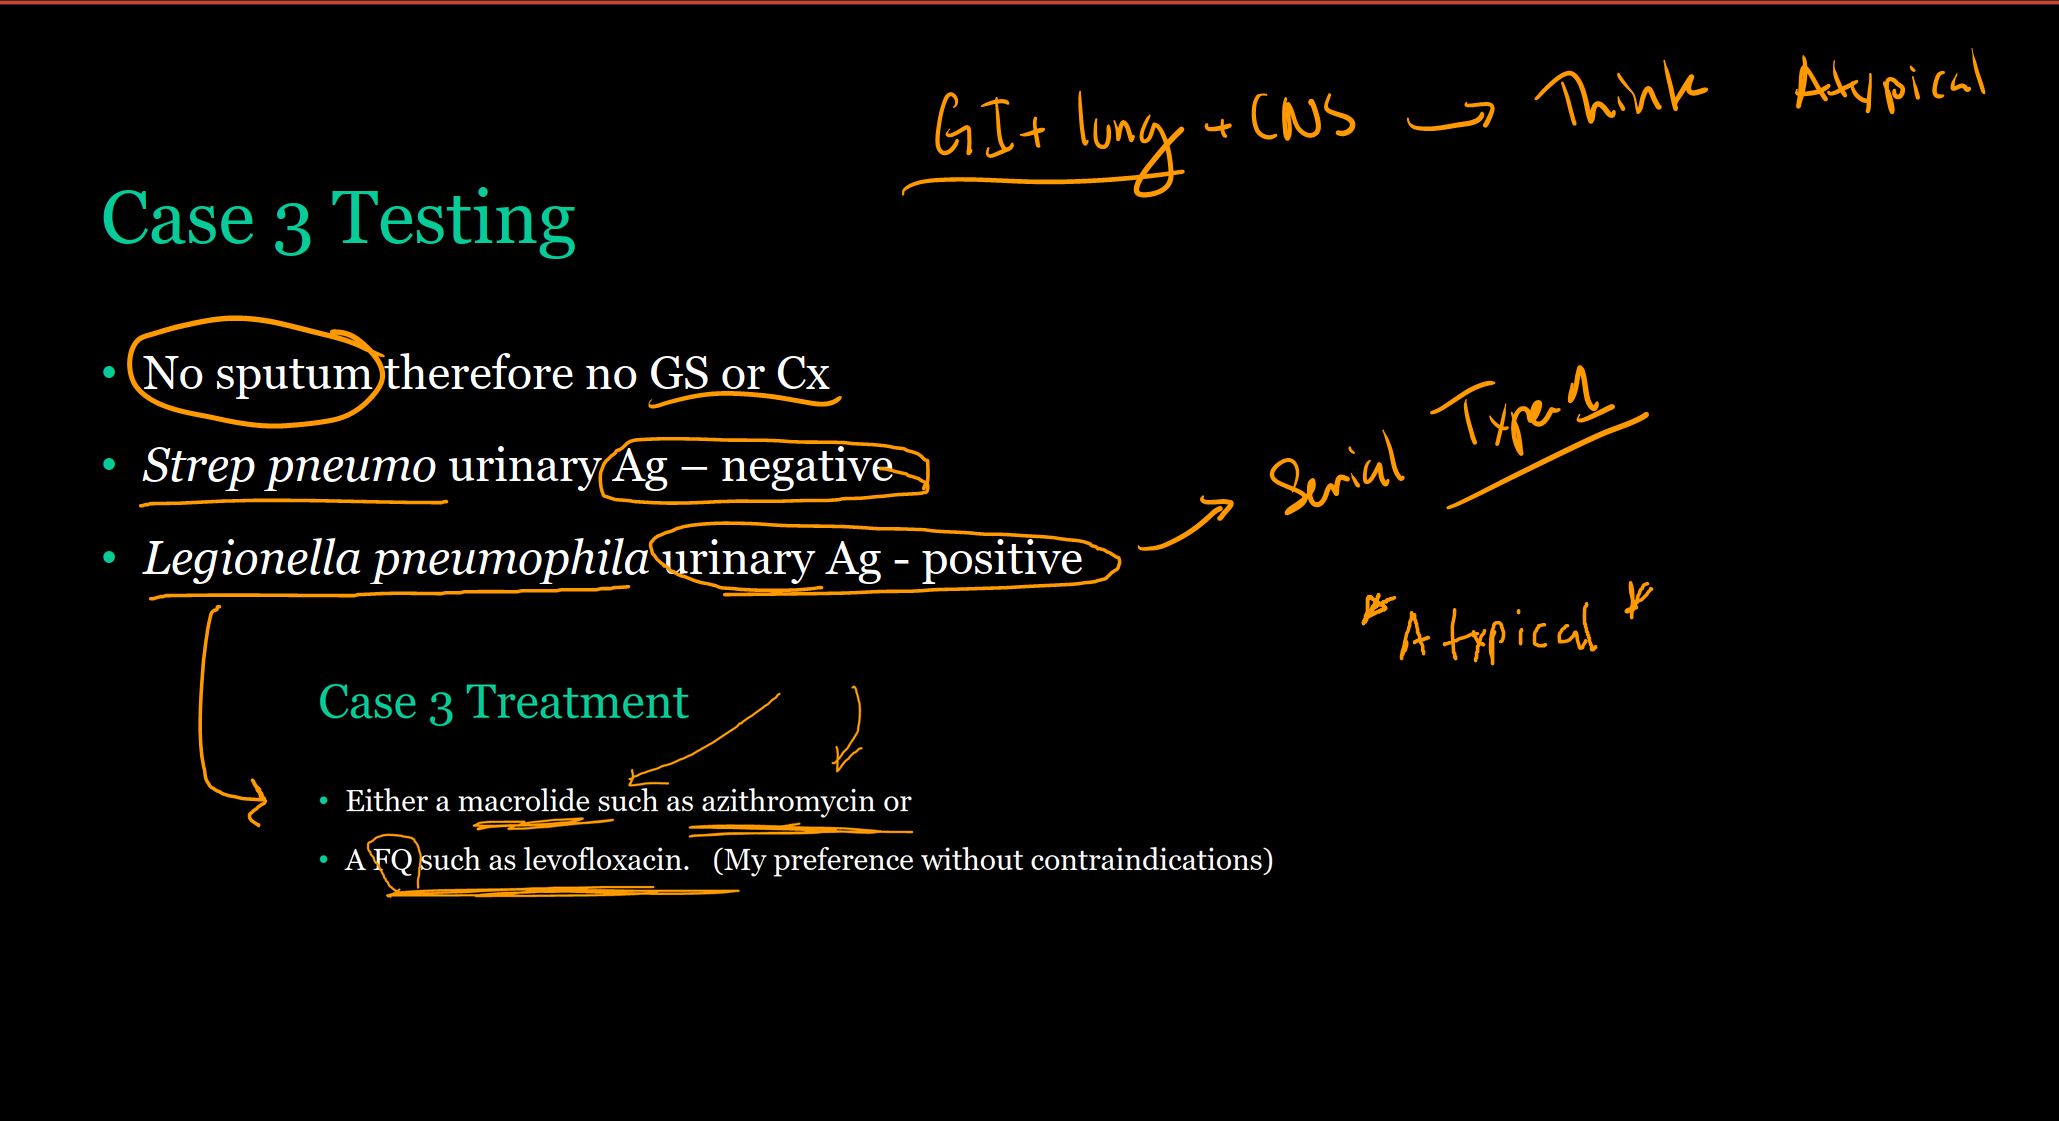 GI + lung + CNS → Think Atypical
Case 3 Testing
• No sputum therefore no GS or Cx
• Strep pneumo urinary Ag – negative
• Legionella pneumophila urinary Ag - positive
→ Serial Type 1
*Atypical*
Case 3 Treatment
• Either a macrolide such as azithromycin or
• A FQ such as levofloxacin. (My preference without contraindications)